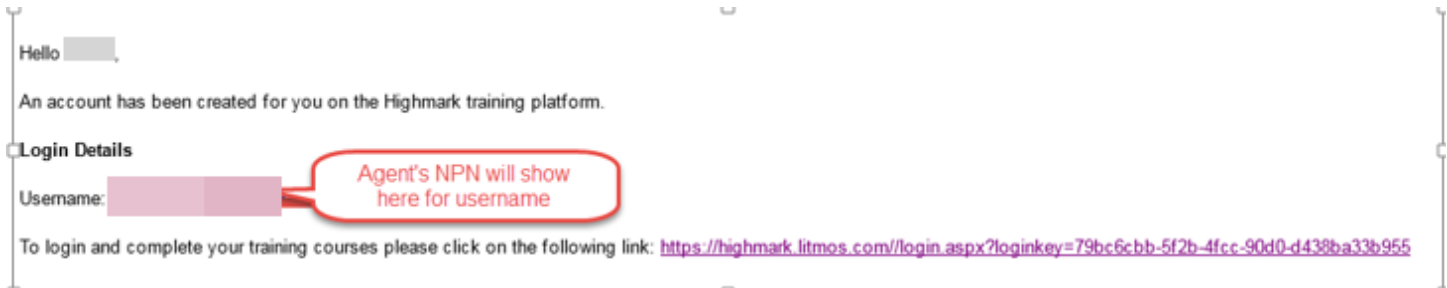 Hello ,
An account has been created for you on the Highmark training platform.
Login Details
Username:
Agent's NPN will show
here for username
To login and complete your training courses please click on the following link: https://highmark.litmos.com//login.aspx?loginkey=79bc6cbb-5f2b-4fcc-90d0-d438ba33b955